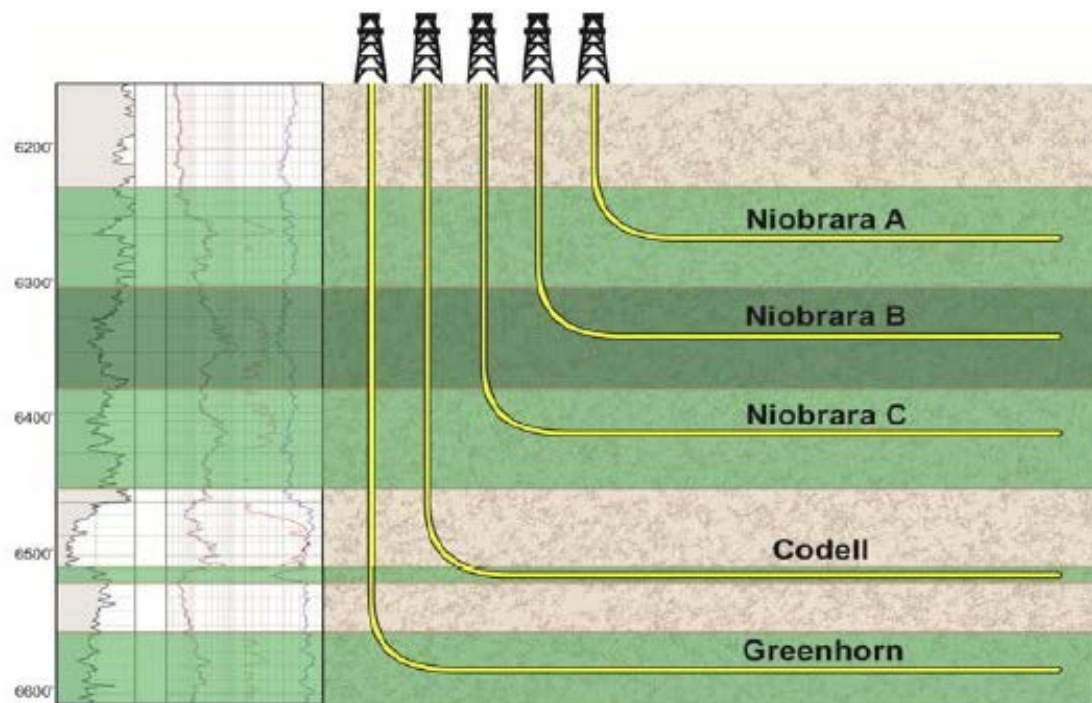 6200'
Niobrara A
6300'
Niobrara B
6400'
Niobrara C
6500'
Codell
Greenhorn
6600'